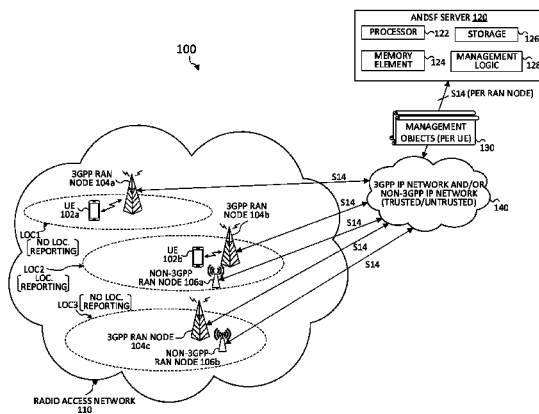 100
ANDSF SERVER 120
PROCESSOR
122
STORAGE
126
MEMORY
ELEMENT
124
MANAGEMENT
LOGIC
128
S14 (PER RAN NODE)
MANAGEMENT
OBJECTS (PER UE)
130
3GPP IP NETWORK AND/OR
NON-3GPP IP NETWORK
(TRUSTED/UNTRUSTED)
140
S14
S14
S14
S14
S14
3GPP RAN
NODE 104a
UE
102a
LOC1
NO LOC.
REPORTING
3GPP RAN
NODE 104b
UE
102b
NON-3GPP
RAN NODE 106a
LOC2
LOC.
REPORTING
LOC3
NO LOC.
REPORTING
3GPP RAN NODE
104c
NON-3GPP
RAN NODE 106b
RADIO ACCESS NETWORK
110